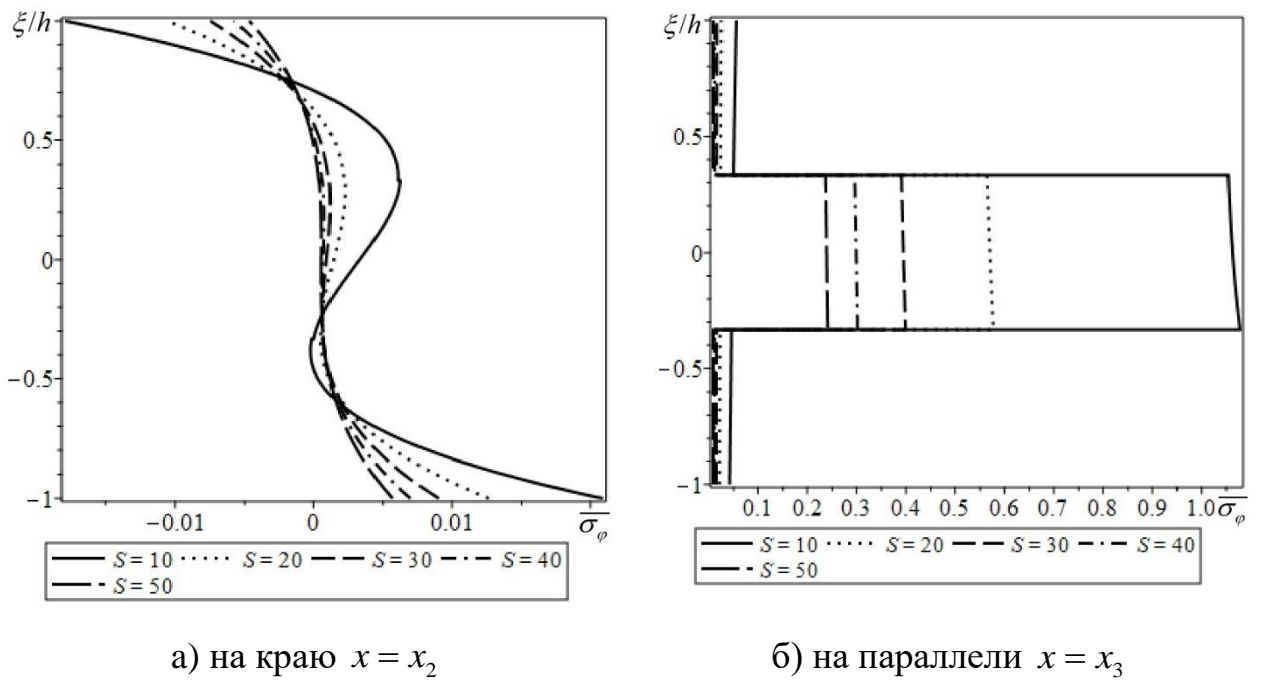 ξ/h
0.5
0
−0.5
−1
−0.01
0
0.01
σ_φ
S = 10
S = 20
S = 30
S = 40
S = 50
а) на краю x = x₂
ξ/h
0.5
0
−0.5
−1
0.1
0.2
0.3
0.4
0.5
0.6
0.7
0.8
0.9
1.0
σ_φ
S = 10
S = 20
S = 30
S = 40
S = 50
б) на параллели x = x₃